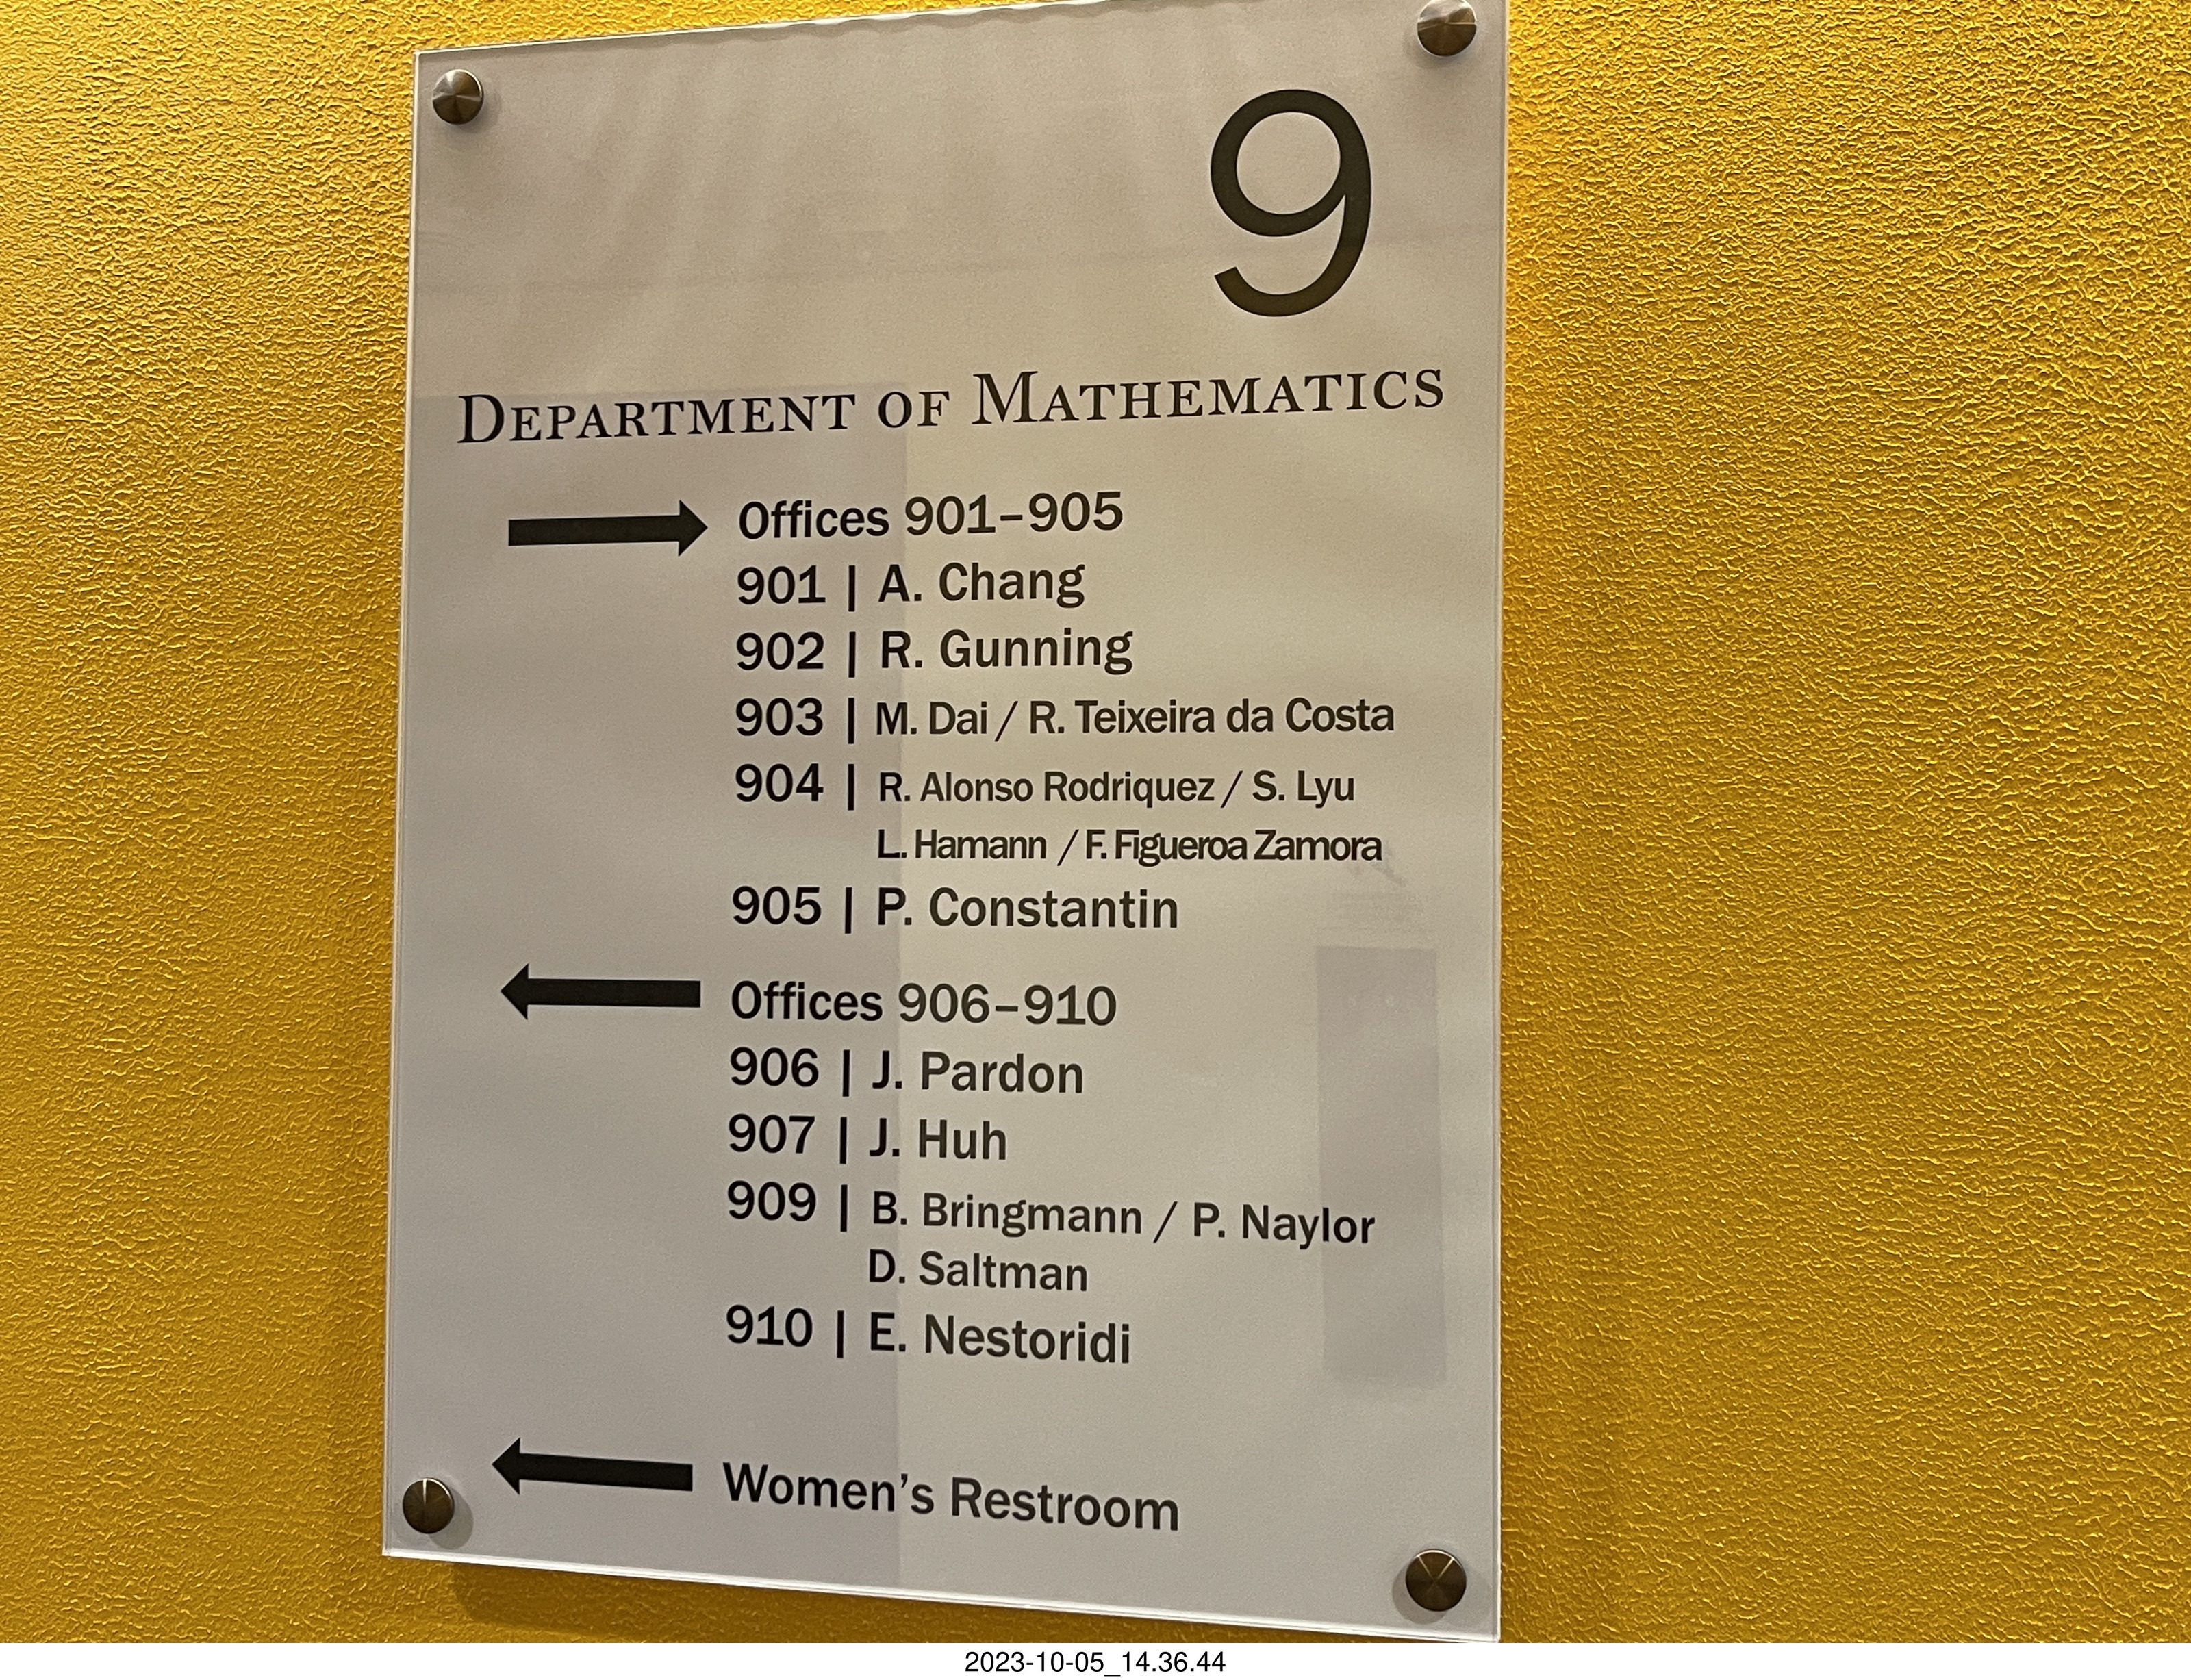 9
DEPARTMENT OF MATHEMATICS
Offices 901–905
901 | A. Chang
902 | R. Gunning
903 | M. Dai / R. Teixeira da Costa
904 | R. Alonso Rodriquez / S. Lyu
L. Hamann / F. Figueroa Zamora
905 | P. Constantin
Offices 906–910
906 | J. Pardon
907 | J. Huh
909 | B. Bringmann / P. Naylor
D. Saltman
910 | E. Nestoridi
Women’s Restroom
2023-10-05_14.36.44